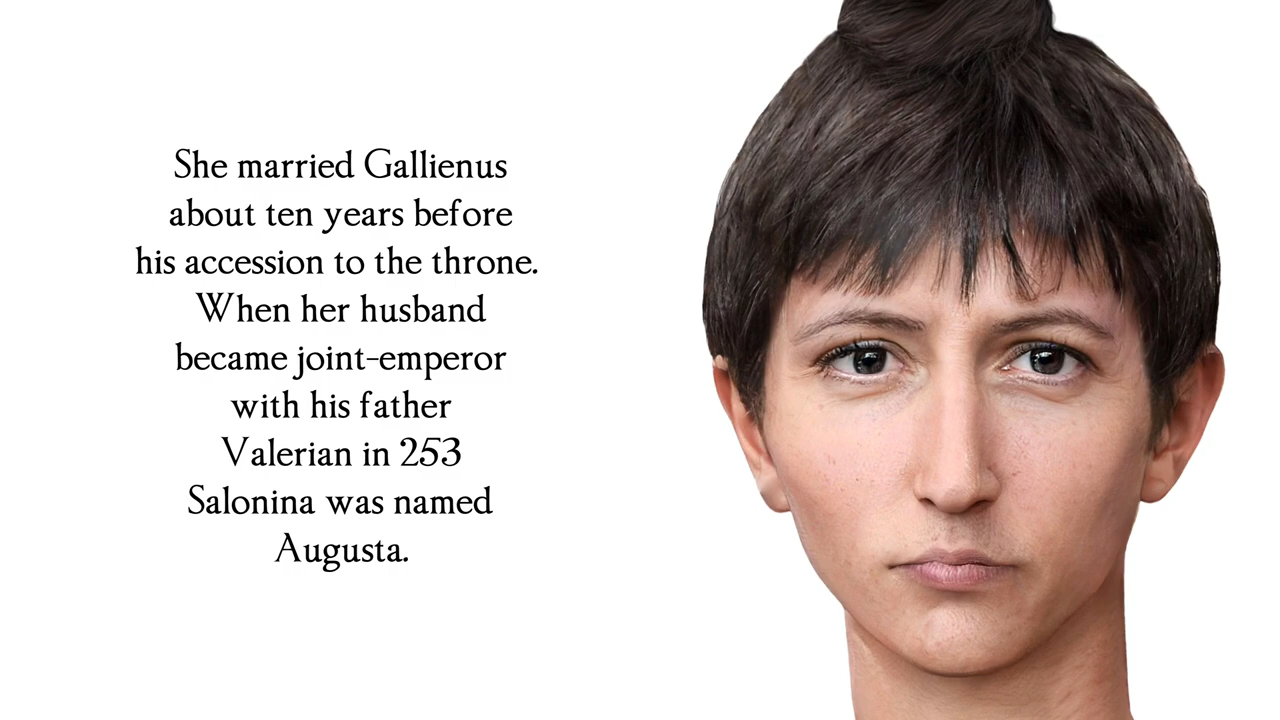 She married Gallienus
about ten years before
his accession to the throne.
When her husband
became joint-emperor
with his father
Valerian in 253
Salonina was named
Augusta.